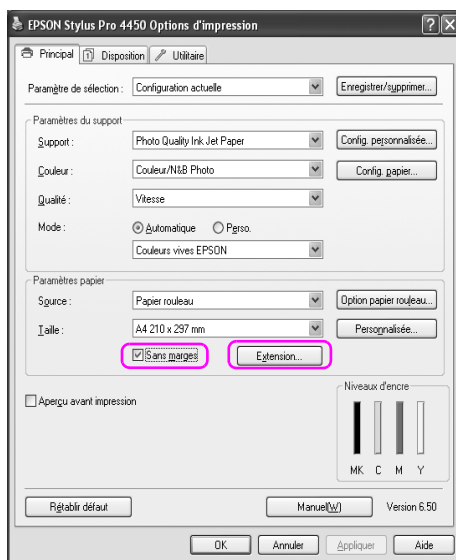 EPSON Stylus Pro 4450 Options d'impression
Principal Disposition Utilitaire
Paramètre de sélection : Configuration actuelle Enregistrer/supprimer...
Paramètres du support
Support : Photo Quality Ink Jet Paper Config. personnalisée...
Couleur : Couleur/N&B Photo Config. papier...
Qualité : Vitesse
Mode : Automatique Perso.
Couleurs vives EPSON
Paramètres papier
Source : Papier rouleau Option papier rouleau...
Taille : A4 210 x 297 mm Personnalisée...
Sans marges Extension...
Aperçu avant impression
Niveaux d'encre
MK C M Y
Rétablir défaut Manuel(W) Version 6.50
OK Annuler Appliquer Aide